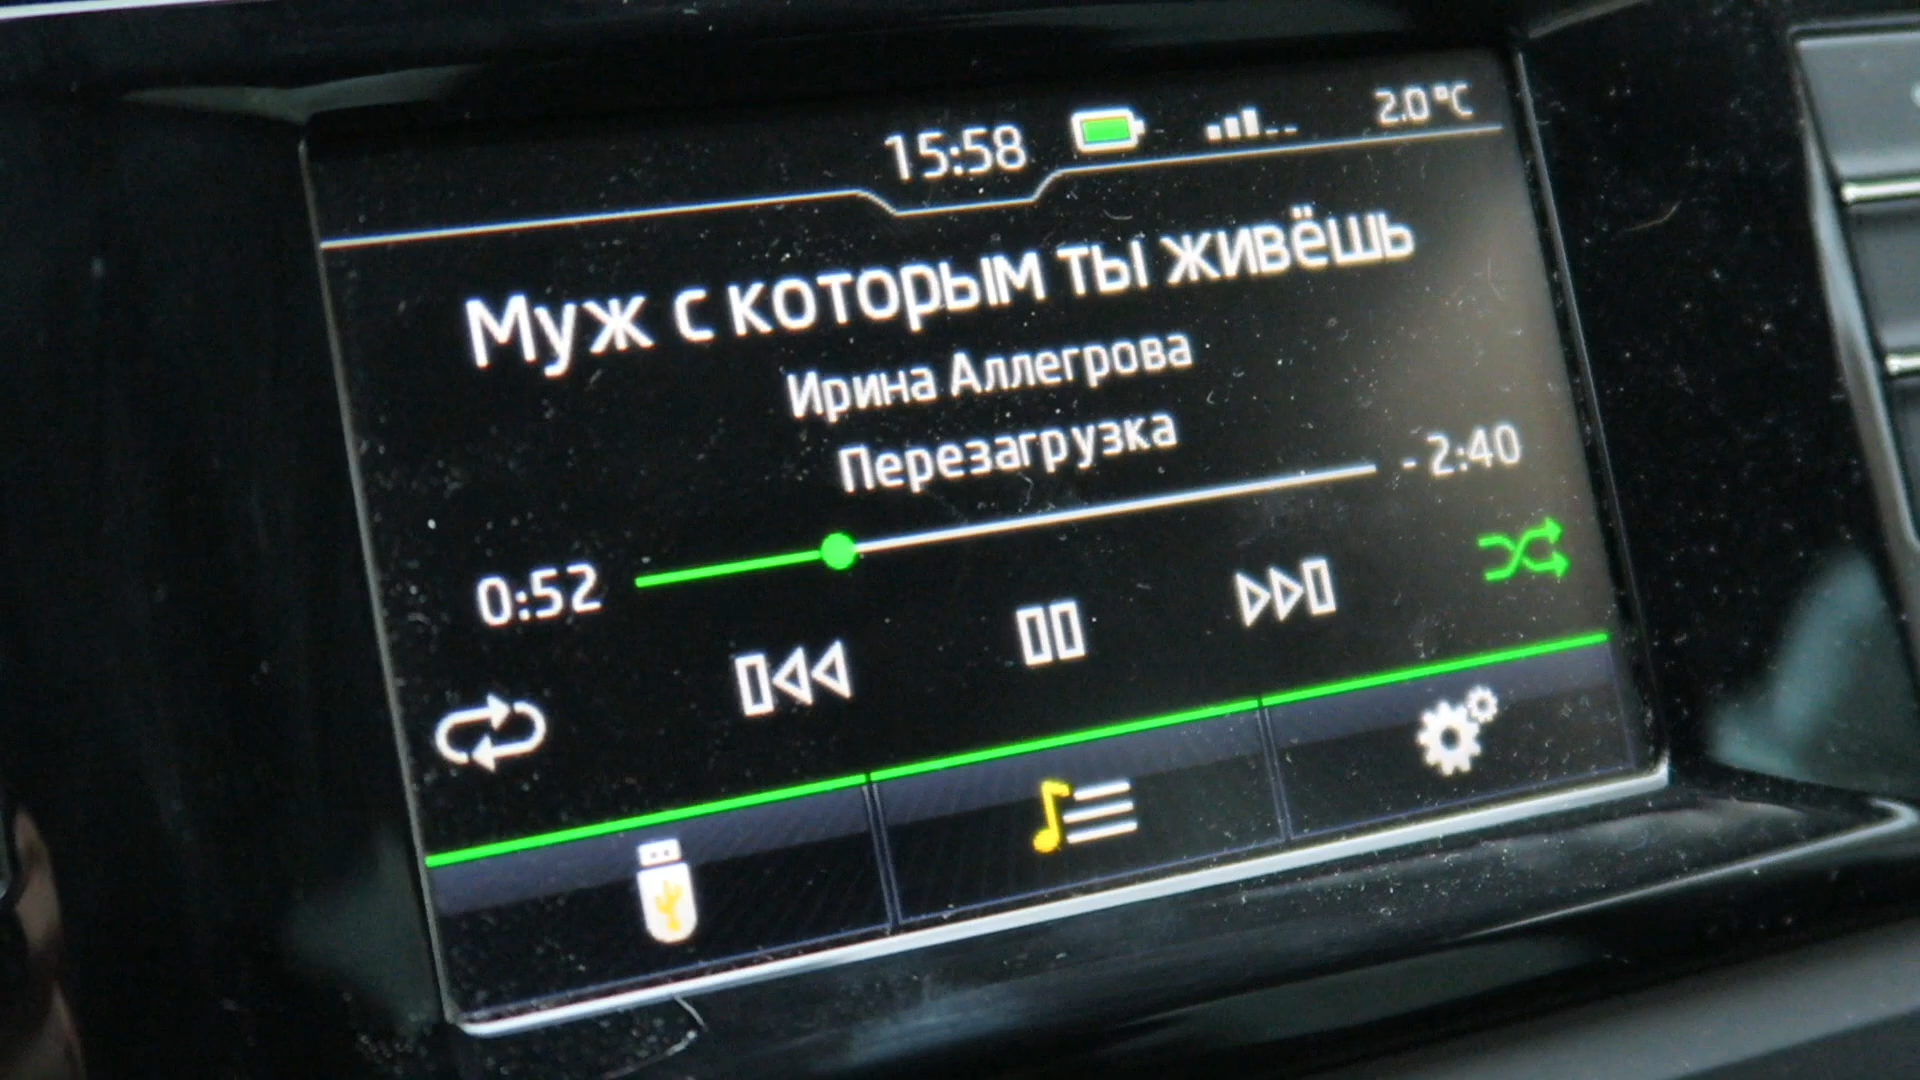 15:58 2.0°C
Муж с которым ты живёшь
Ирина Аллегрова
Перезагрузка
0:52 - 2:40